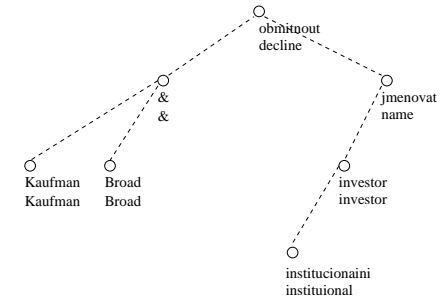 obmitnout
decline
&
&
jmenovat
name
Kaufman
Kaufman
Broad
Broad
investor
investor
institucionaini
instituional